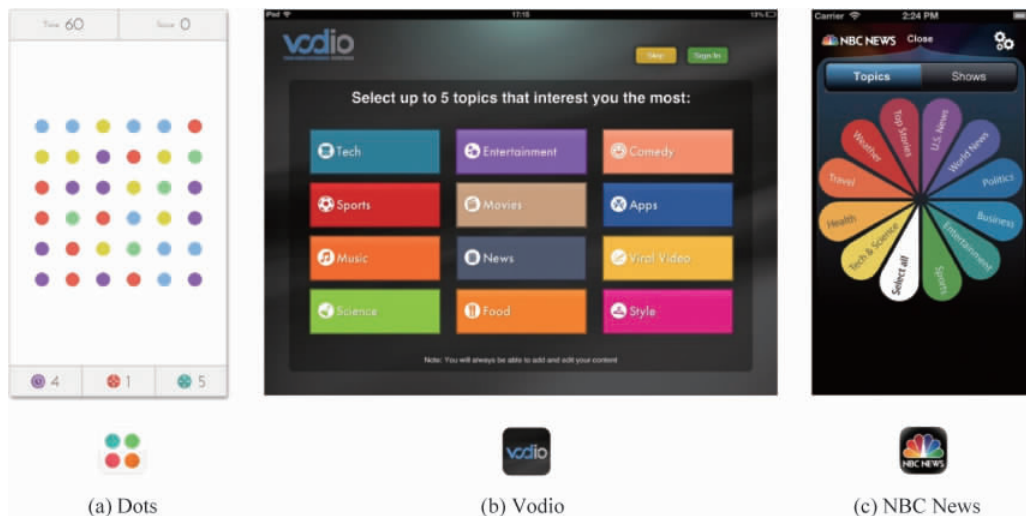 Time 60
Score 0
4
1
5
(a) Dots
iPad
17:15
13%
vodio
Skip
Sign In
Select up to 5 topics that interest you the most:
Tech
Entertainment
Comedy
Sports
Movies
Apps
Music
News
Viral Video
Science
Food
Style
Note: You will always be able to add and edit your content
vodio
(b) Vodio
Carrier
2:24 PM
NBC NEWS
Close
Topics
Shows
Top Stories
U.S. News
World News
Politics
Business
Entertainment
Sports
Select all
Tech & Science
Health
Travel
Weather
NBC NEWS
(c) NBC News